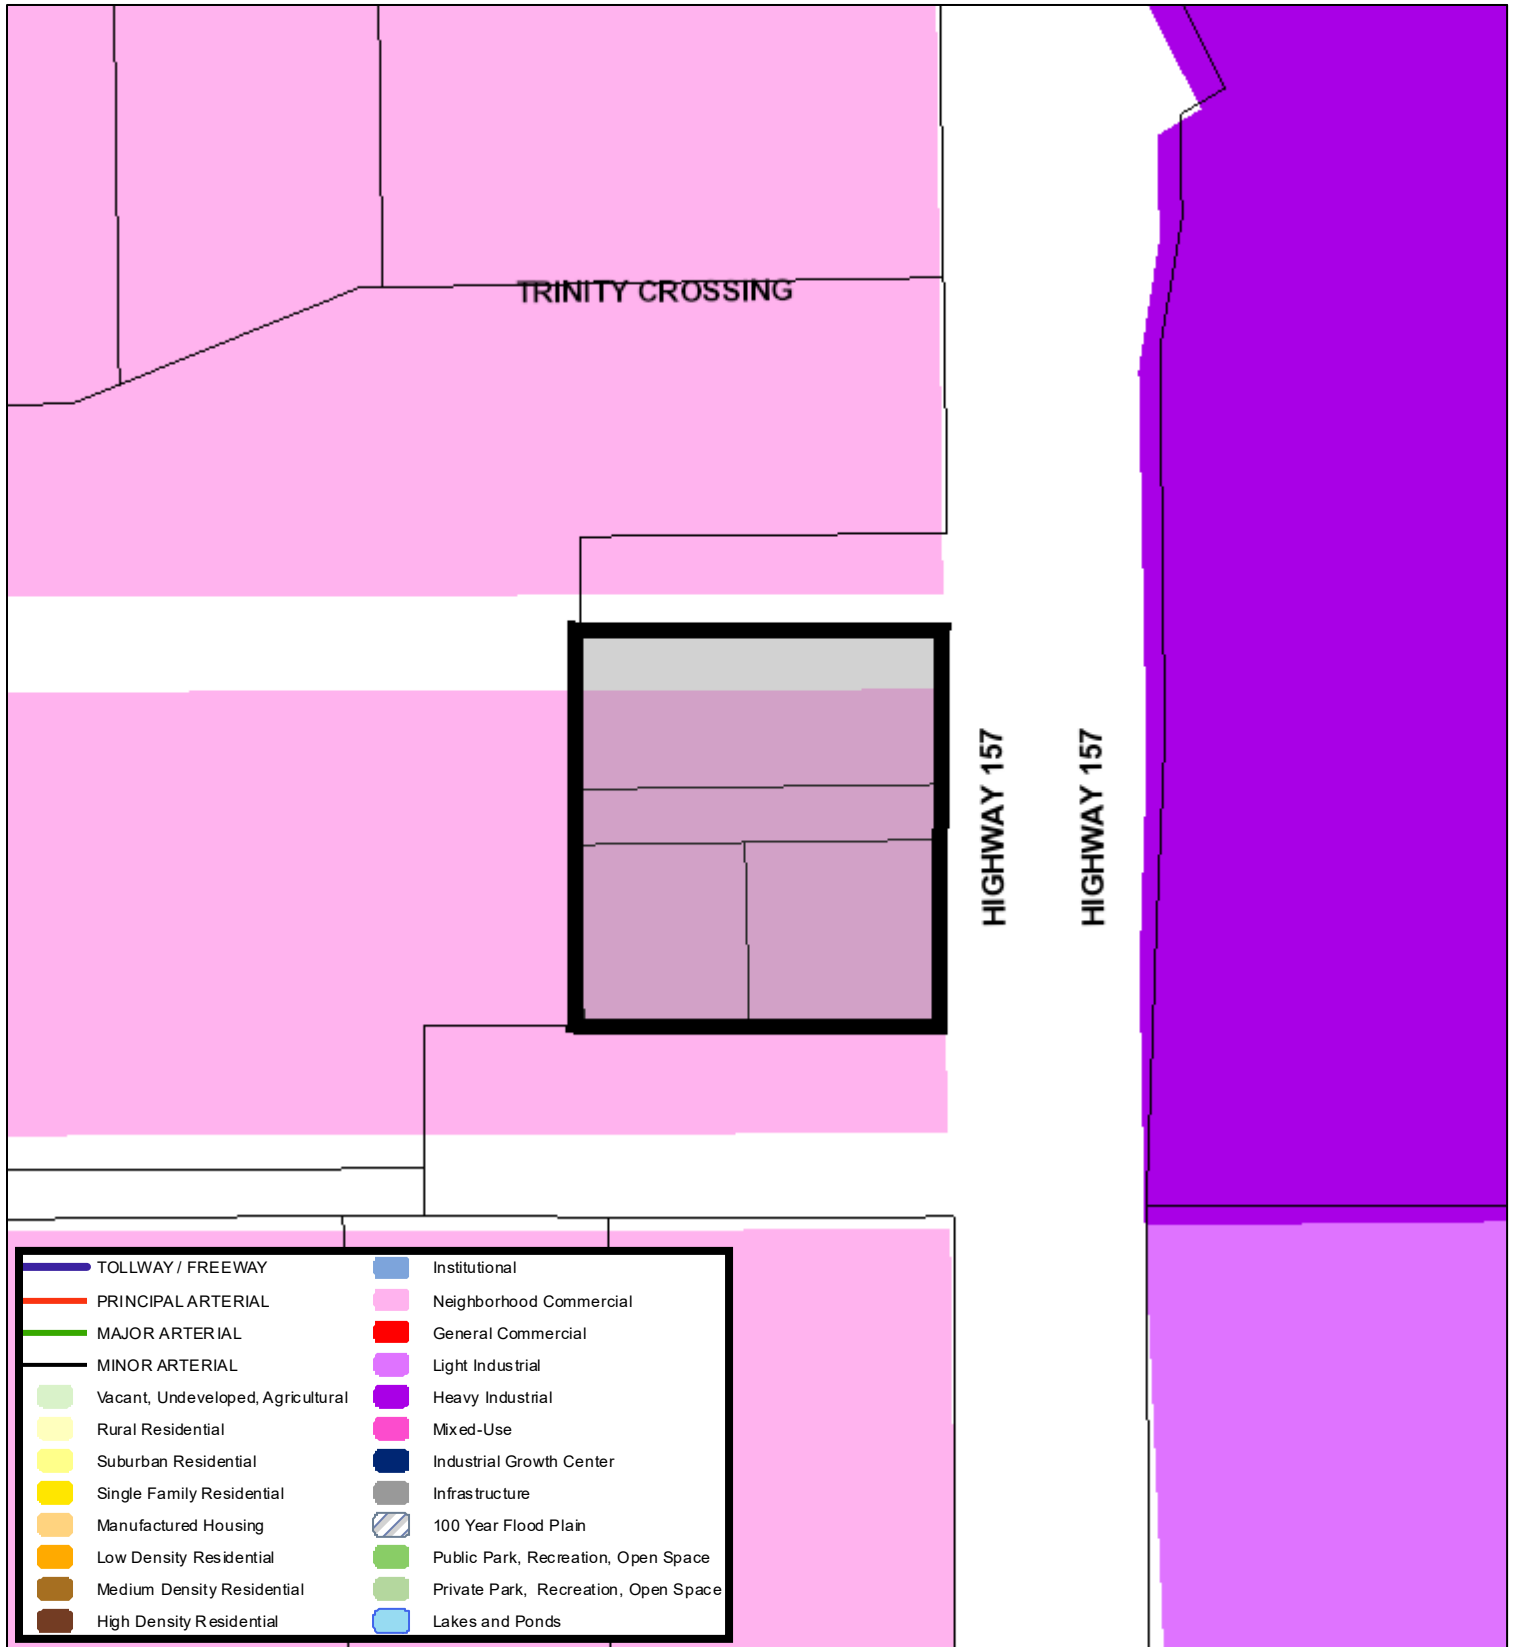 TRINITY CROSSING
HIGHWAY 157
HIGHWAY 157
TOLLWAY / FREEWAY
PRINCIPAL ARTERIAL
MAJOR ARTERIAL
MINOR ARTERIAL
Vacant, Undeveloped, Agricultural
Rural Residential
Suburban Residential
Single Family Residential
Manufactured Housing
Low Density Residential
Medium Density Residential
High Density Residential
Institutional
Neighborhood Commercial
General Commercial
Light Industrial
Heavy Industrial
Mixed-Use
Industrial Growth Center
Infrastructure
100 Year Flood Plain
Public Park, Recreation, Open Space
Private Park, Recreation, Open Space
Lakes and Ponds